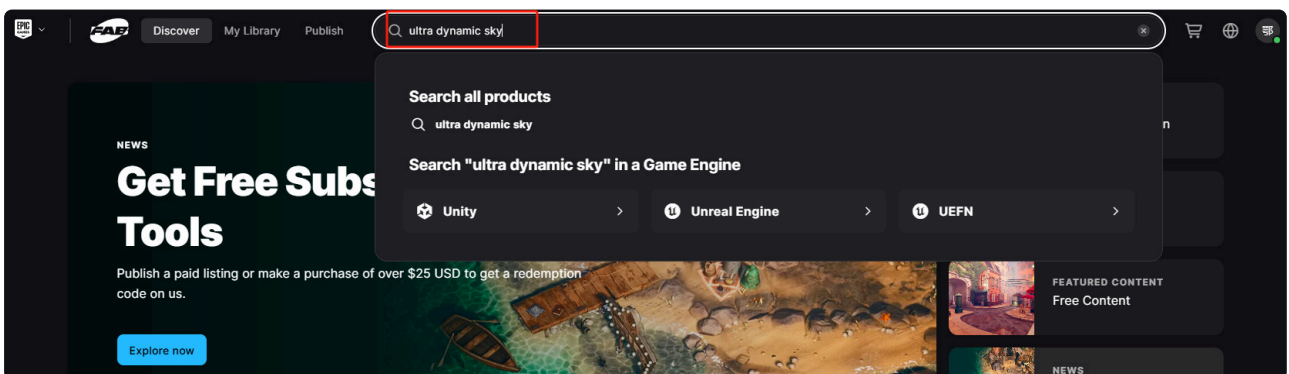 EPIC GAMES
FAB
Discover
My Library
Publish
ultra dynamic sky
Search all products
ultra dynamic sky
Search "ultra dynamic sky" in a Game Engine
Unity
Unreal Engine
UEFN
NEWS
Get Free Subs
Tools
Publish a paid listing or make a purchase of over $25 USD to get a redemption
code on us.
Explore now
n
FEATURED CONTENT
Free Content
NEWS